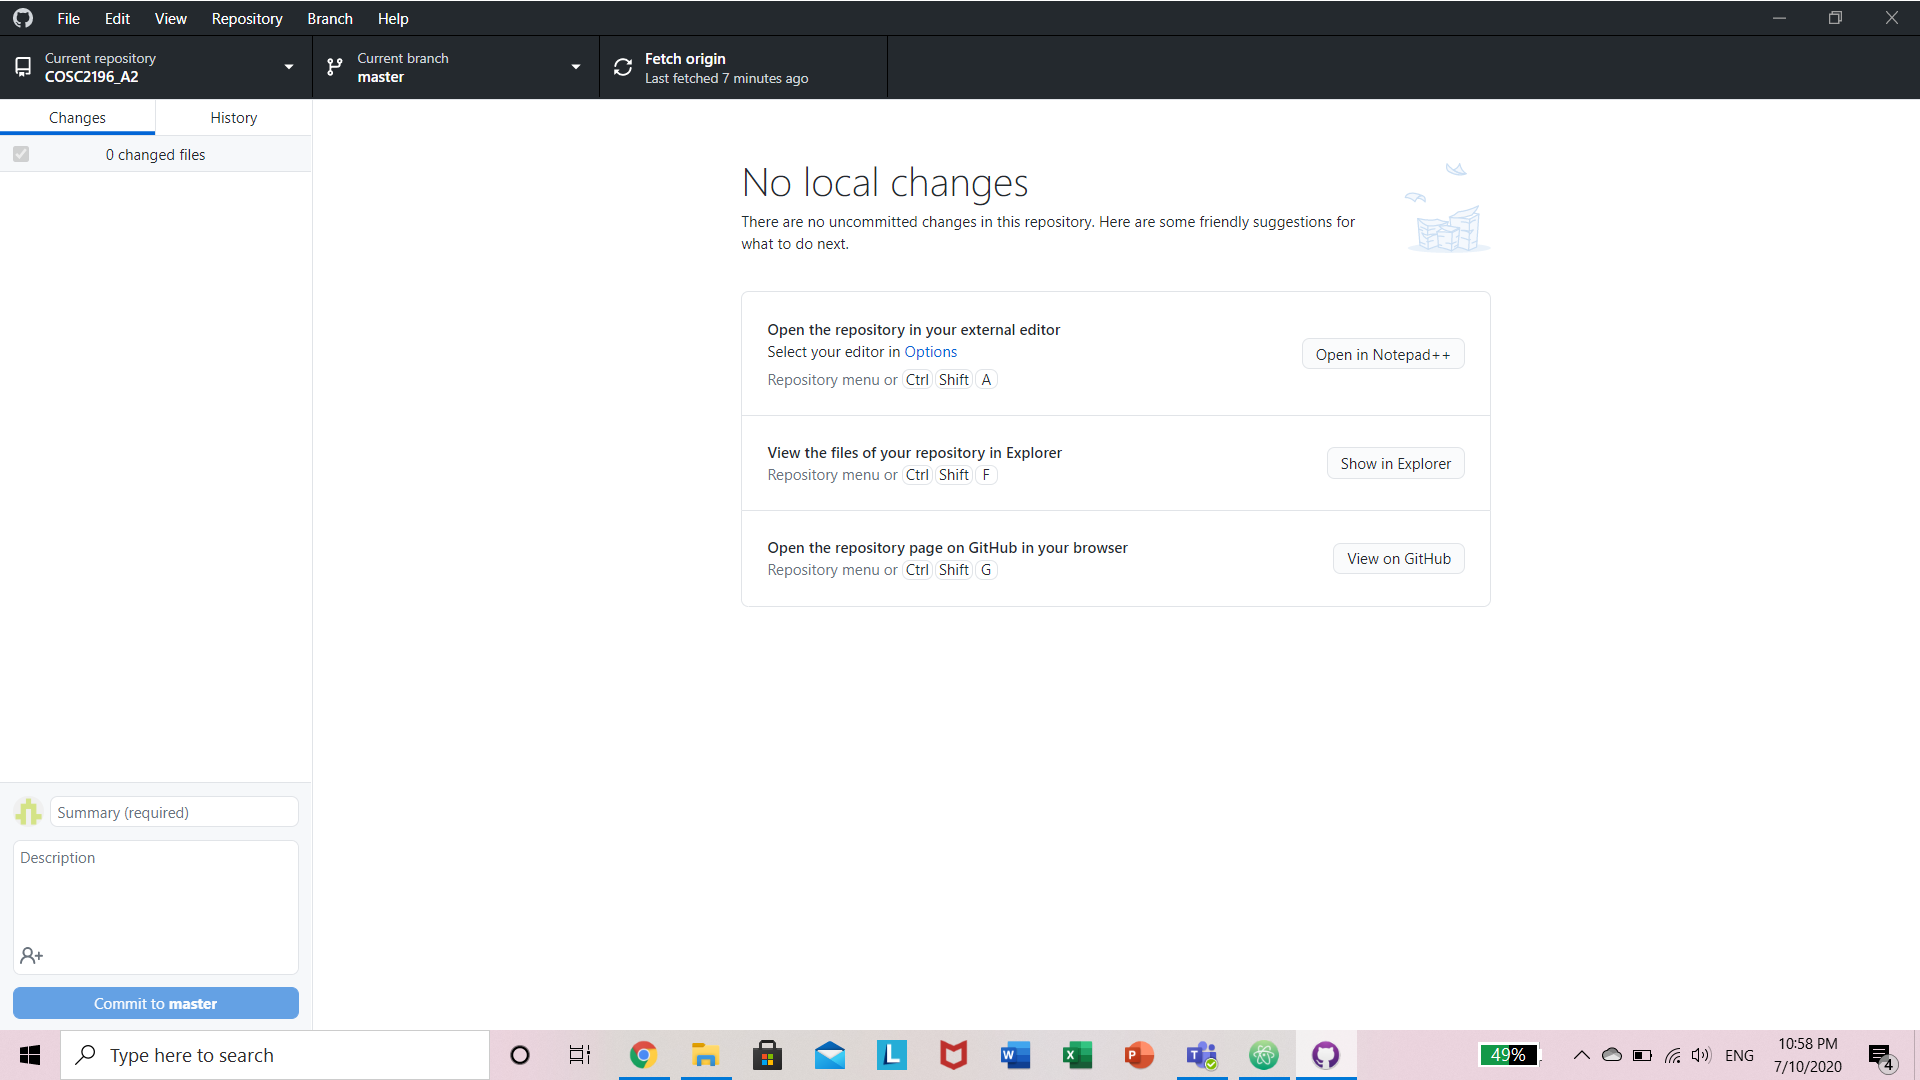 File Edit View Repository Branch Help
Current repository
COSC2196_A2
Current branch
master
Fetch origin
Last fetched 7 minutes ago
Changes History
0 changed files
No local changes
There are no uncommitted changes in this repository. Here are some friendly suggestions for
what to do next.
Open the repository in your external editor
Select your editor in Options
Repository menu or Ctrl Shift A
Open in Notepad++
View the files of your repository in Explorer
Repository menu or Ctrl Shift F
Show in Explorer
Open the repository page on GitHub in your browser
Repository menu or Ctrl Shift G
View on GitHub
Summary (required)
Description
Commit to master
Type here to search
49%
ENG
10:58 PM
7/10/2020
4